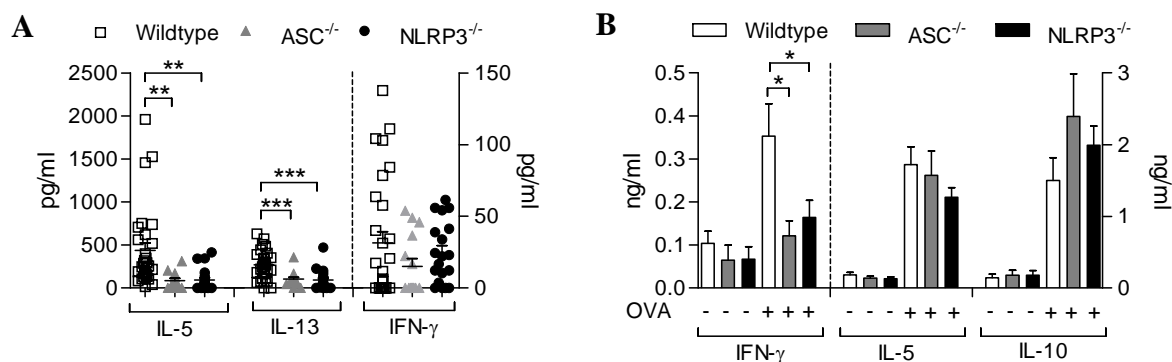 A
Wildtype ASC-/- NLRP3-/-
2500
2000
1500
1000
500
0
pg/ml
**
**
***
***
150
100
50
0
pg/ml
IL-5 IL-13 IFN-γ
B
Wildtype ASC-/- NLRP3-/-
0.5
0.4
0.3
0.2
0.1
0.0
ng/ml
*
*
3
2
1
0
ng/ml
OVA - - - + + + - - - + + + - - - + + +
IFN-γ IL-5 IL-10